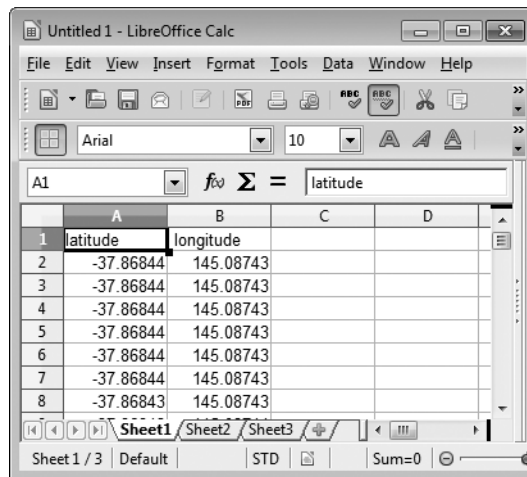 Untitled 1 - LibreOffice Calc
File Edit View Insert Format Tools Data Window Help
PDF ABC ABC »
Arial 10 A A A »
A1 f(x) Σ = latitude
A B C D
1 latitude longitude
2 -37.86844 145.08743
3 -37.86844 145.08743
4 -37.86844 145.08743
5 -37.86844 145.08743
6 -37.86844 145.08743
7 -37.86844 145.08743
8 -37.86843 145.08743
Sheet1 Sheet2 Sheet3
Sheet 1 / 3 Default STD Sum=0